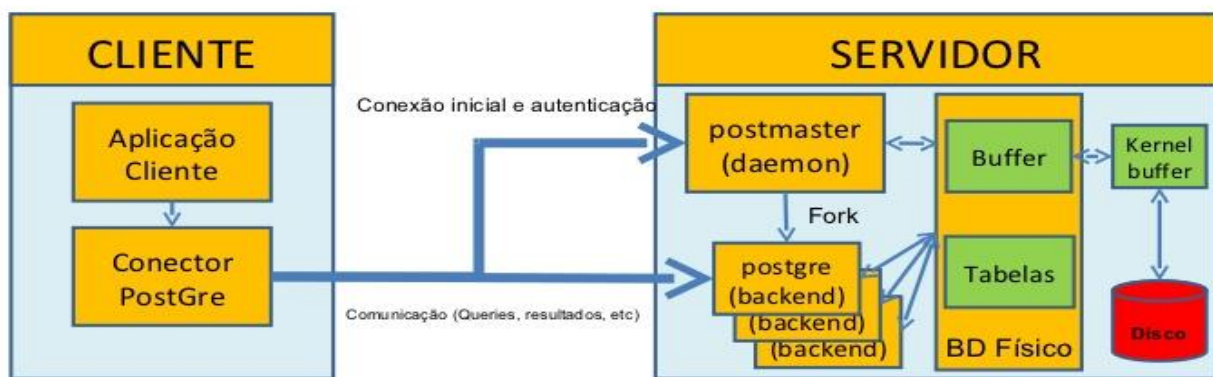 CLIENTE
Aplicação
Cliente
Conector
PostGre
Conexão inicial e autenticação
Comunicação (Queries, resultados, etc)
SERVIDOR
postmaster
(daemon)
Fork
postgre
(backend)
(backend)
(backend)
Buffer
Tabelas
BD Físico
Kernel
buffer
Disco